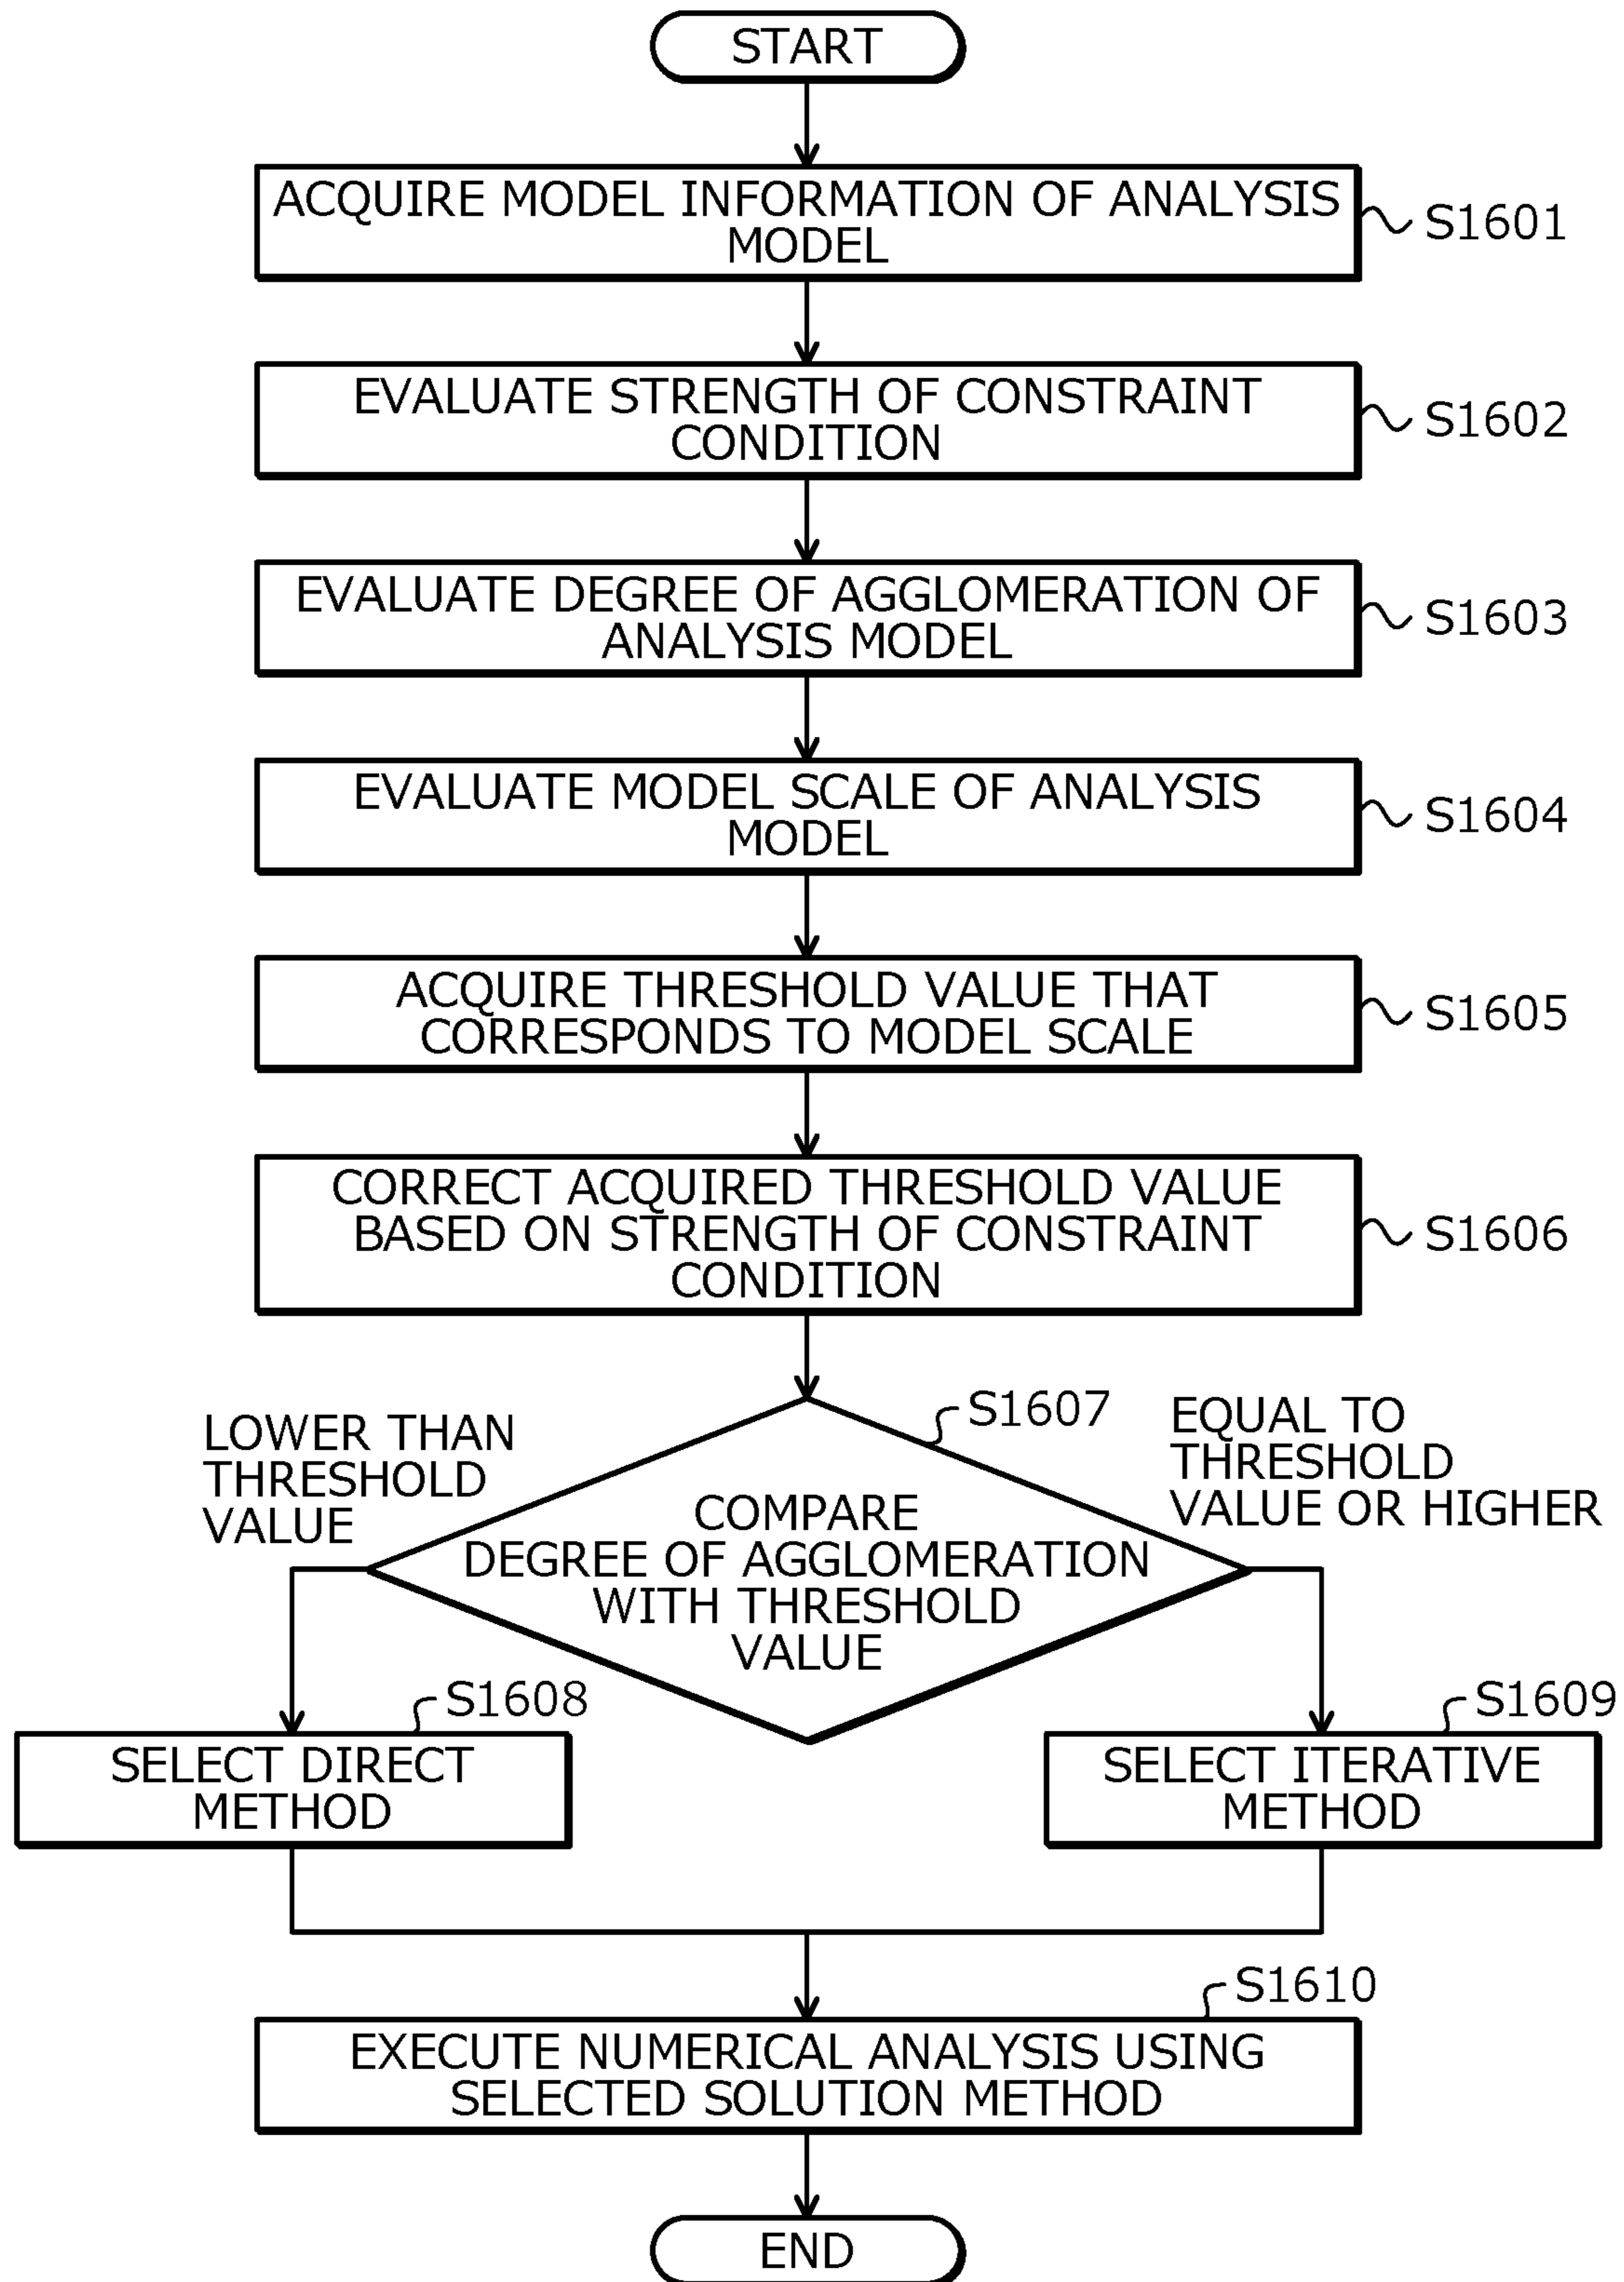 START
ACQUIRE MODEL INFORMATION OF ANALYSIS
MODEL
S1601
EVALUATE STRENGTH OF CONSTRAINT
CONDITION
S1602
EVALUATE DEGREE OF AGGLOMERATION OF
ANALYSIS MODEL
S1603
EVALUATE MODEL SCALE OF ANALYSIS
MODEL
S1604
ACQUIRE THRESHOLD VALUE THAT
CORRESPONDS TO MODEL SCALE
S1605
CORRECT ACQUIRED THRESHOLD VALUE
BASED ON STRENGTH OF CONSTRAINT
CONDITION
S1606
S1607
LOWER THAN
THRESHOLD
VALUE
EQUAL TO
THRESHOLD
VALUE OR HIGHER
COMPARE
DEGREE OF AGGLOMERATION
WITH THRESHOLD
VALUE
S1608
SELECT DIRECT
METHOD
S1609
SELECT ITERATIVE
METHOD
S1610
EXECUTE NUMERICAL ANALYSIS USING
SELECTED SOLUTION METHOD
END